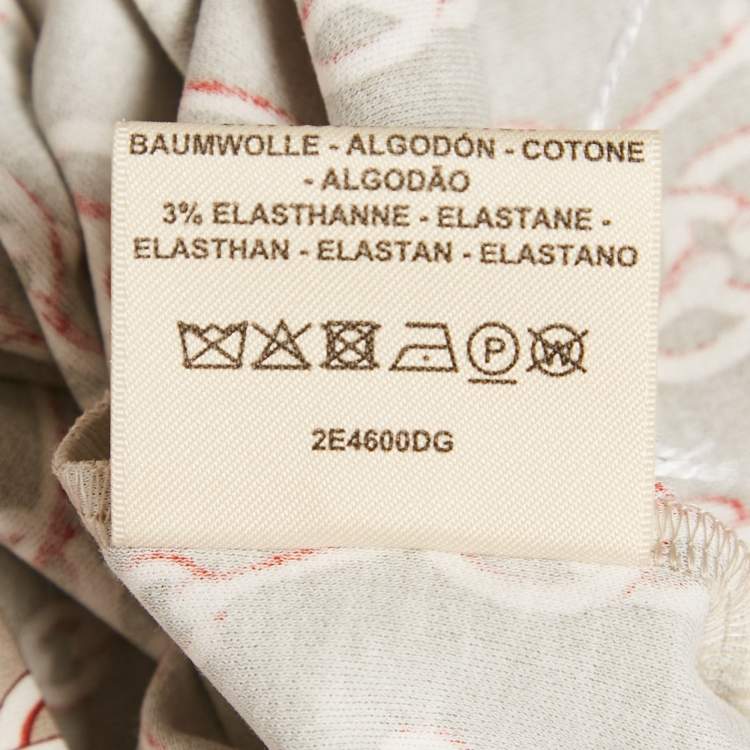 BAUMWOLLE - ALGODÓN - COTONE
- ALGODÃO
3% ELASTHANNE - ELASTANE -
ELASTHAN - ELASTAN - ELASTANO
P W
2E4600DG